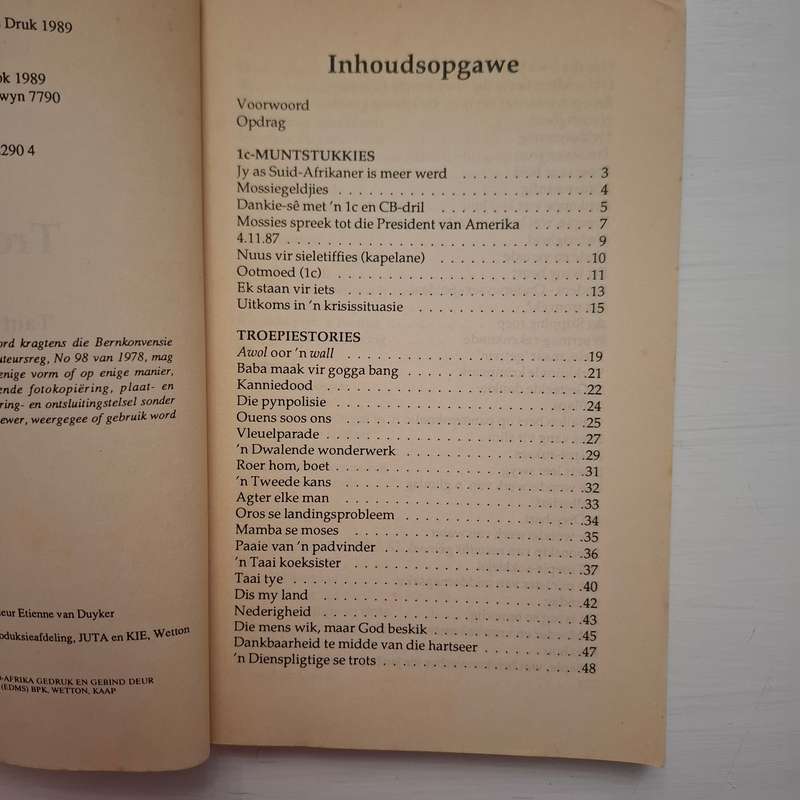 Druk 1989
ok 1989
wyn 7790
290 4
ord kragtens die Bernkonvensie
uteursreg, No 98 van 1978, mag
enige vorm of op enige manier,
ende fotokopiëring, plaat- en
ring- en ontsluitingstelsel sonder
ewer, weergegee of gebruik word
eur Etienne van Duyker
oduksieafdeling, JUTA en KIE, Wetton
-AFRIKA GEDRUK EN GEBIND DEUR
(EDMS) BPK, WETTON, KAAP
Inhoudsopgawe
Voorwoord
Opdrag
1c-MUNTSTUKKIES
Jy as Suid-Afrikaner is meer werd . . . . . . . . . . . . 3
Mossiegeldjies . . . . . . . . . . . . . . . . . . . . . . 4
Dankie-sê met 'n 1c en CB-dril . . . . . . . . . . . . . 5
Mossies spreek tot die President van Amerika . . . . . . 7
4.11.87 . . . . . . . . . . . . . . . . . . . . . . . . . 9
Nuus vir sieletiffies (kapelane) . . . . . . . . . . . . .10
Ootmoed (1c) . . . . . . . . . . . . . . . . . . . . . .11
Ek staan vir iets . . . . . . . . . . . . . . . . . . . . .13
Uitkoms in 'n krisissituasie . . . . . . . . . . . . . . .15
TROEPIESTORIES
Awol oor 'n wall . . . . . . . . . . . . . . . . . . . . .19
Baba maak vir gogga bang . . . . . . . . . . . . . . . .21
Kanniedood . . . . . . . . . . . . . . . . . . . . . . .22
Die pynpolisie . . . . . . . . . . . . . . . . . . . . . .24
Ouens soos ons . . . . . . . . . . . . . . . . . . . . .25
Vleuelparade . . . . . . . . . . . . . . . . . . . . . . .27
'n Dwalende wonderwerk . . . . . . . . . . . . . . . .29
Roer hom, boet . . . . . . . . . . . . . . . . . . . . .31
'n Tweede kans . . . . . . . . . . . . . . . . . . . . .32
Agter elke man . . . . . . . . . . . . . . . . . . . . .33
Oros se landingsprobleem . . . . . . . . . . . . . . . .34
Mamba se moses . . . . . . . . . . . . . . . . . . . .35
Paaie van 'n padvinder . . . . . . . . . . . . . . . . .36
'n Taai koeksister . . . . . . . . . . . . . . . . . . . .37
Taai tye . . . . . . . . . . . . . . . . . . . . . . . . .40
Dis my land . . . . . . . . . . . . . . . . . . . . . . .42
Nederigheid . . . . . . . . . . . . . . . . . . . . . . .43
Die mens wik, maar God beskik . . . . . . . . . . . . .45
Dankbaarheid te midde van die hartseer . . . . . . . . .47
'n Dienspligtige se trots . . . . . . . . . . . . . . . . .48